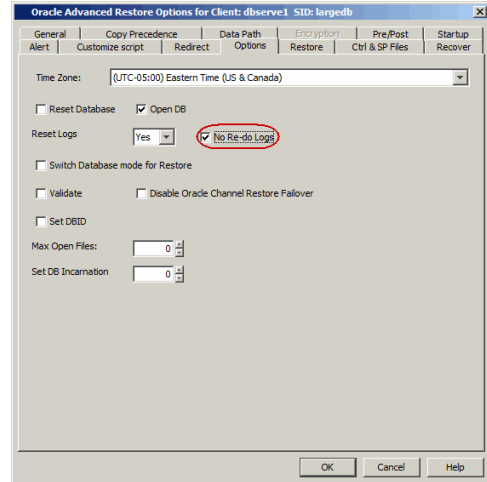 Oracle Advanced Restore Options for Client: dbserve1 SID: largedb
General Copy Precedence Data Path Encryption Pre/Post Startup
Alert Customize script Redirect Options Restore Ctrl & SP Files Recover
Time Zone: (UTC-05:00) Eastern Time (US & Canada)
Reset Database Open DB
Reset Logs Yes No Re-do Logs
Switch Database mode for Restore
Validate Disable Oracle Channel Restore Failover
Set DBID
Max Open Files: 0
Set DB Incarnation 0
OK Cancel Help